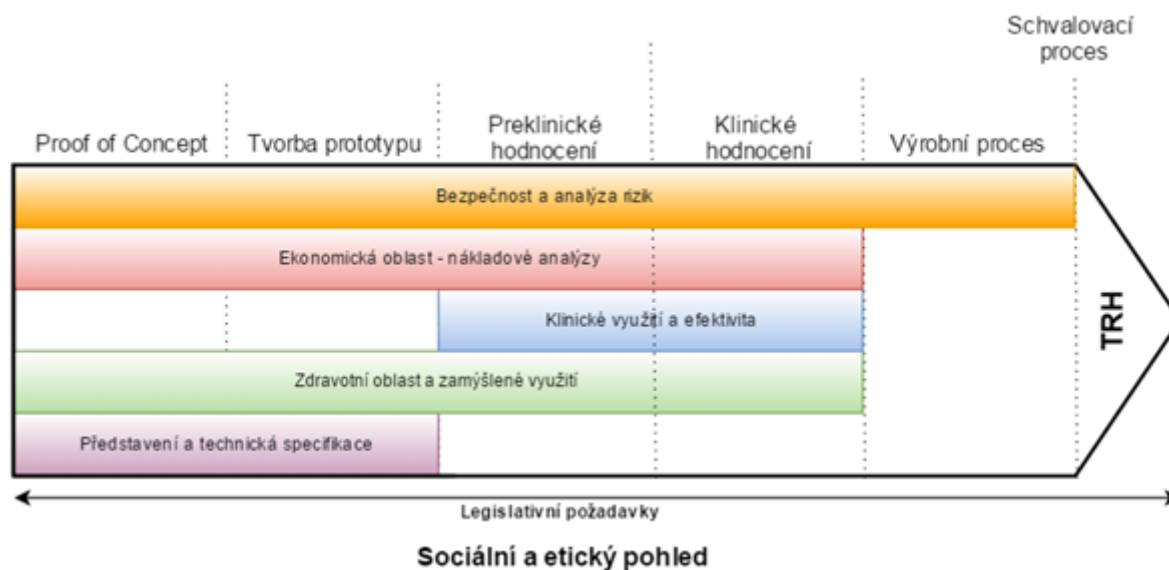 Schvalovací
proces
Proof of Concept
Tvorba prototypu
Preklinické
hodnocení
Klinické
hodnocení
Výrobní proces
Bezpečnost a analýza rizik
Ekonomická oblast - nákladové analýzy
Klinické využití a efektivita
Zdravotní oblast a zamýšlené využití
Představení a technická specifikace
TRH
Legislativní požadavky
Sociální a etický pohled